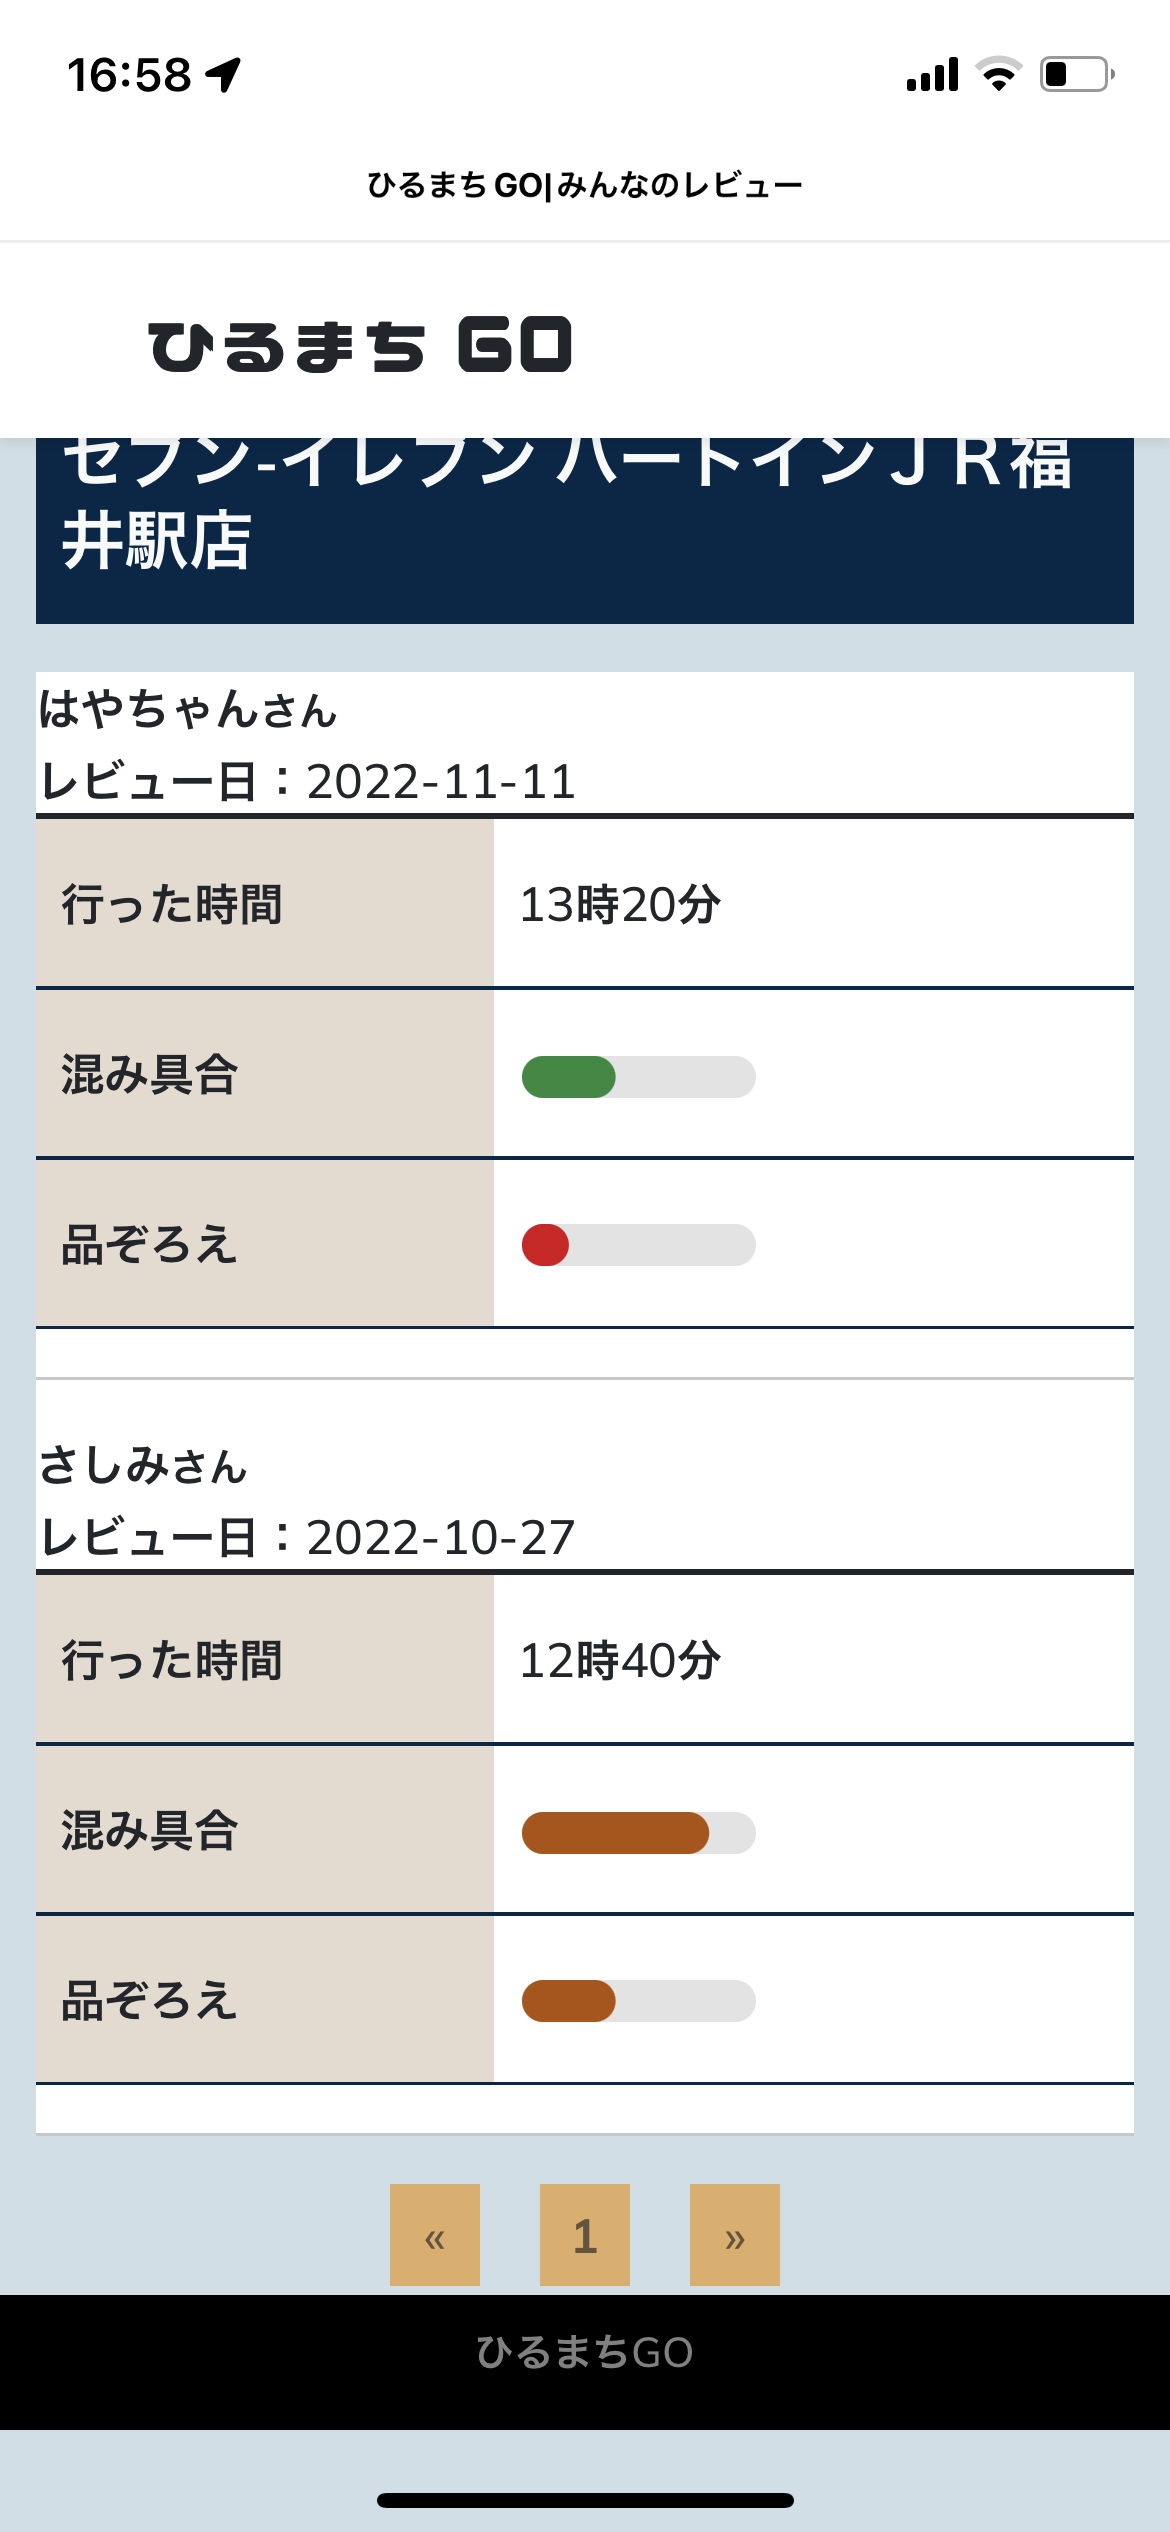 16:58
ひるまちGO|みんなのレビュー
ひるまち GO
セブン-イレブン ハートインＪＲ福
井駅店
はやちゃんさん
レビュー日：2022-11-11
行った時間 13時20分
混み具合
品ぞろえ
さしみさん
レビュー日：2022-10-27
行った時間 12時40分
混み具合
品ぞろえ
« 1 »
ひるまちGO